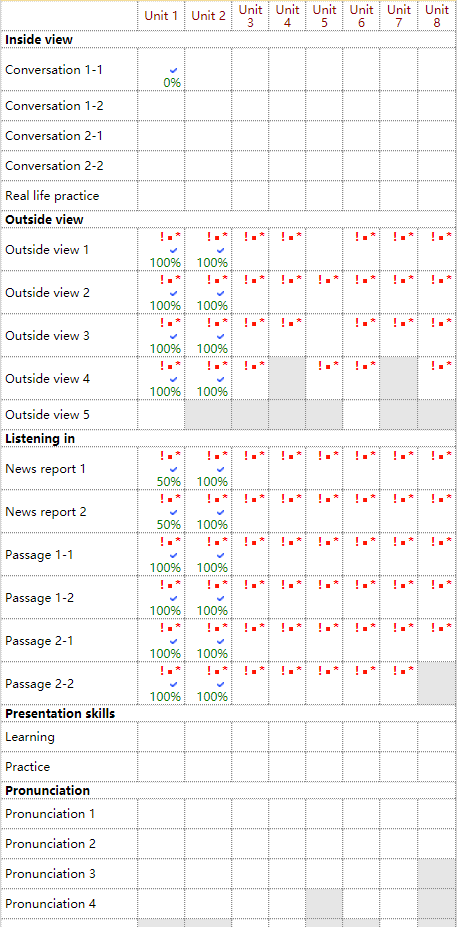 Unit 1 Unit 2 Unit 3 Unit 4 Unit 5 Unit 6 Unit 7 Unit 8
Inside view
Conversation 1-1 ✓ 0%
Conversation 1-2
Conversation 2-1
Conversation 2-2
Real life practice
Outside view
Outside view 1 !▪* ✓ 100% !▪* ✓ 100% !▪* !▪* !▪* !▪* !▪*
Outside view 2 !▪* ✓ 100% !▪* ✓ 100% !▪* !▪* !▪* !▪* !▪* !▪*
Outside view 3 !▪* ✓ 100% !▪* ✓ 100% !▪* !▪* !▪* !▪* !▪*
Outside view 4 !▪* ✓ 100% !▪* ✓ 100% !▪* !▪* !▪* !▪*
Outside view 5
Listening in
News report 1 !▪* ✓ 50% !▪* ✓ 100% !▪* !▪* !▪* !▪* !▪* !▪*
News report 2 !▪* ✓ 50% !▪* ✓ 100% !▪* !▪* !▪* !▪* !▪* !▪*
Passage 1-1 !▪* ✓ 100% !▪* ✓ 100% !▪* !▪* !▪* !▪* !▪* !▪*
Passage 1-2 !▪* ✓ 100% !▪* ✓ 100% !▪* !▪* !▪* !▪* !▪* !▪*
Passage 2-1 !▪* ✓ 100% !▪* ✓ 100% !▪* !▪* !▪* !▪* !▪* !▪*
Passage 2-2 !▪* ✓ 100% !▪* ✓ 100% !▪* !▪* !▪* !▪* !▪*
Presentation skills
Learning
Practice
Pronunciation
Pronunciation 1
Pronunciation 2
Pronunciation 3
Pronunciation 4